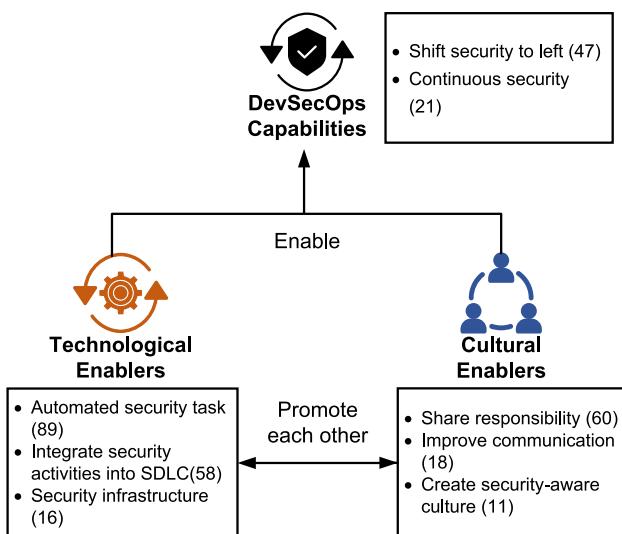 DevSecOps
Capabilities
• Shift security to left (47)
• Continuous security
(21)
Enable
Technological
Enablers
Cultural
Enablers
• Automated security task
(89)
• Integrate security
activities into SDLC(58)
• Security infrastructure
(16)
Promote
each other
• Share responsibility (60)
• Improve communication
(18)
• Create security-aware
culture (11)